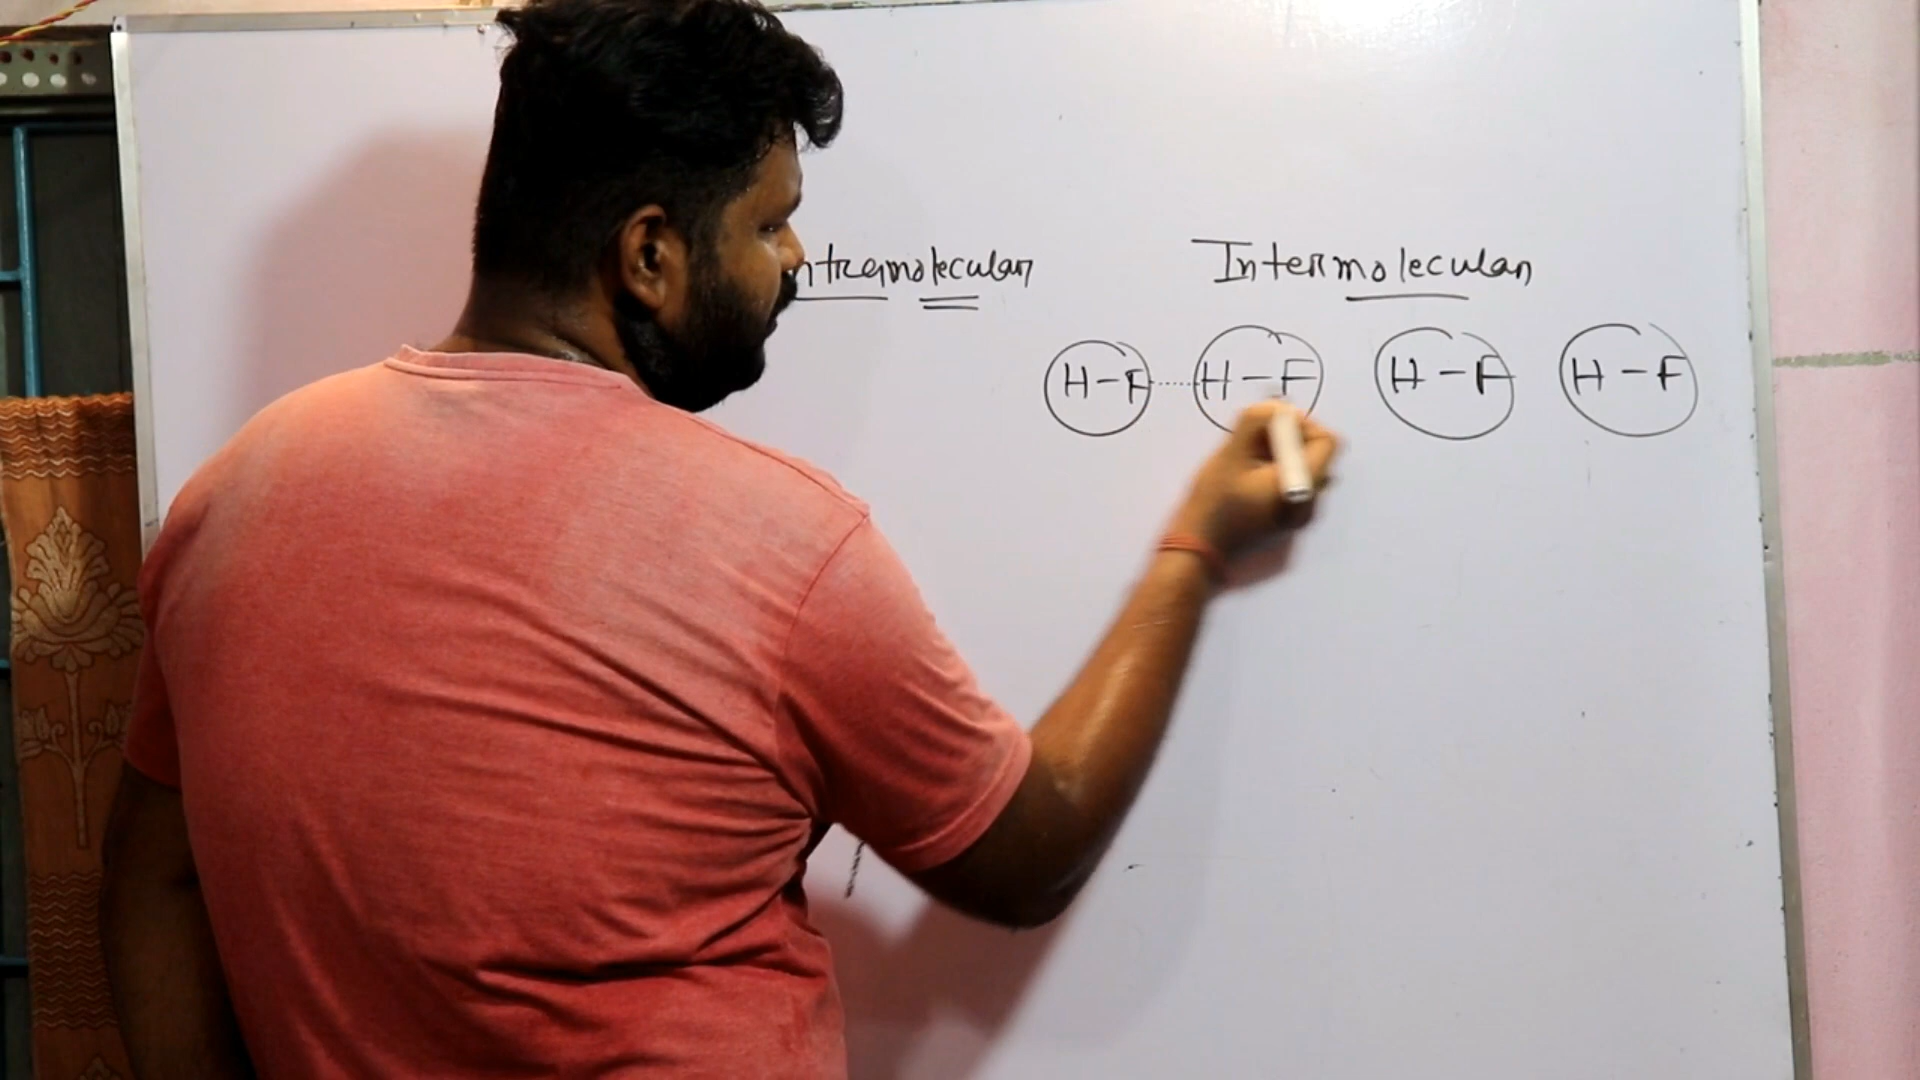 ntramolecular Intermolecular
H-F.....H-F H-F H-F